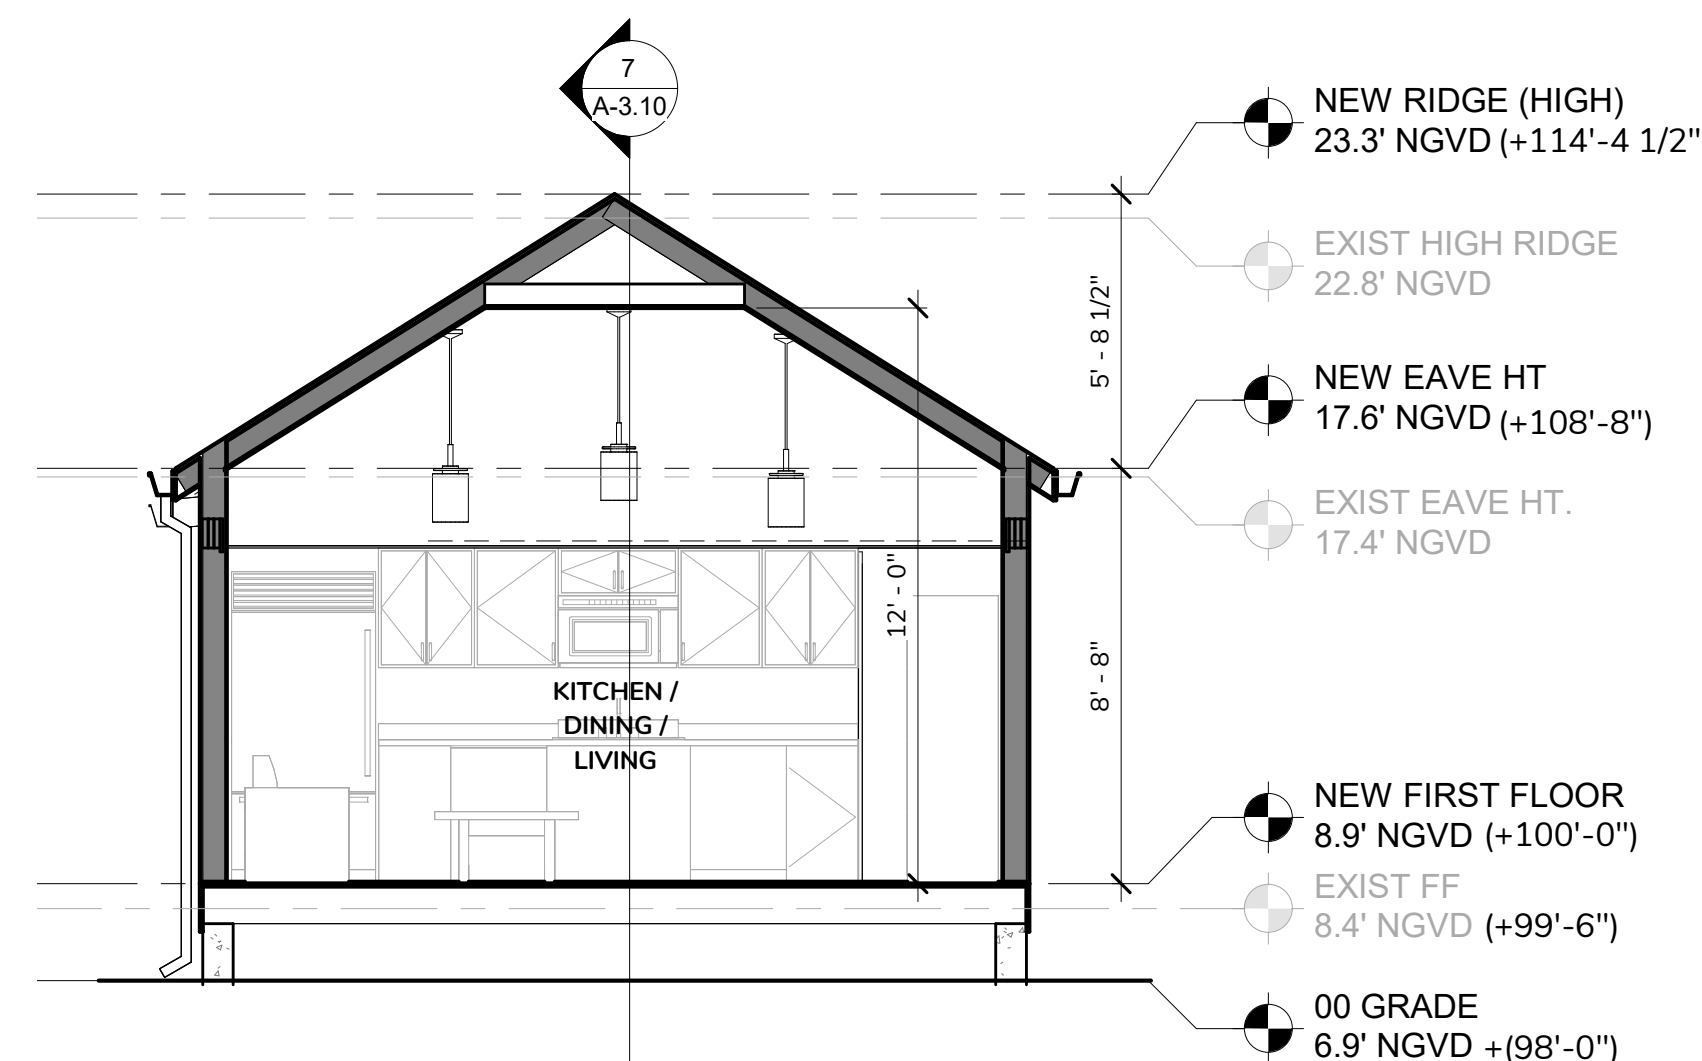 7
A-3.10
NEW RIDGE (HIGH)
23.3' NGVD (+114'-4 1/2"
EXIST HIGH RIDGE
22.8' NGVD
5' - 8 1/2"
NEW EAVE HT
17.6' NGVD (+108'-8")
EXIST EAVE HT.
17.4' NGVD
12' - 0"
8' - 8"
KITCHEN /
DINING /
LIVING
NEW FIRST FLOOR
8.9' NGVD (+100'-0")
EXIST FF
8.4' NGVD (+99'-6")
00 GRADE
6.9' NGVD +(98'-0")